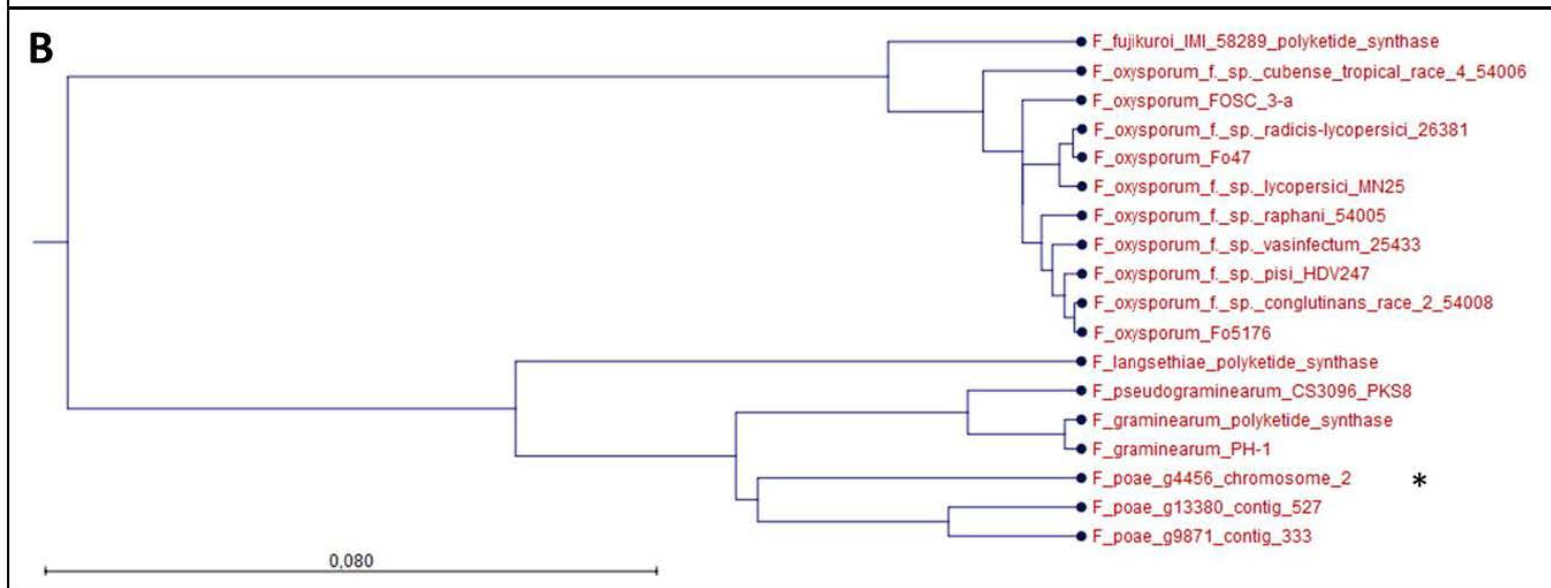 B
F_fujikuroi_IMI_58289_polyketide_synthase
F_oxysporum_f._sp._cubense_tropical_race_4_54006
F_oxysporum_FOSC_3-a
F_oxysporum_f._sp._radicis-lycopersici_26381
F_oxysporum_Fo47
F_oxysporum_f._sp._lycopersici_MN25
F_oxysporum_f._sp._raphani_54005
F_oxysporum_f._sp._vasinfectum_25433
F_oxysporum_f._sp._pisi_HDV247
F_oxysporum_f._sp._conglutinans_race_2_54008
F_oxysporum_Fo5176
F_langsethiae_polyketide_synthase
F_pseudograminearum_CS3096_PKS8
F_graminearum_polyketide_synthase
F_graminearum_PH-1
F_poae_g4456_chromosome_2 *
F_poae_g13380_contig_527
F_poae_g9871_contig_333
0,080